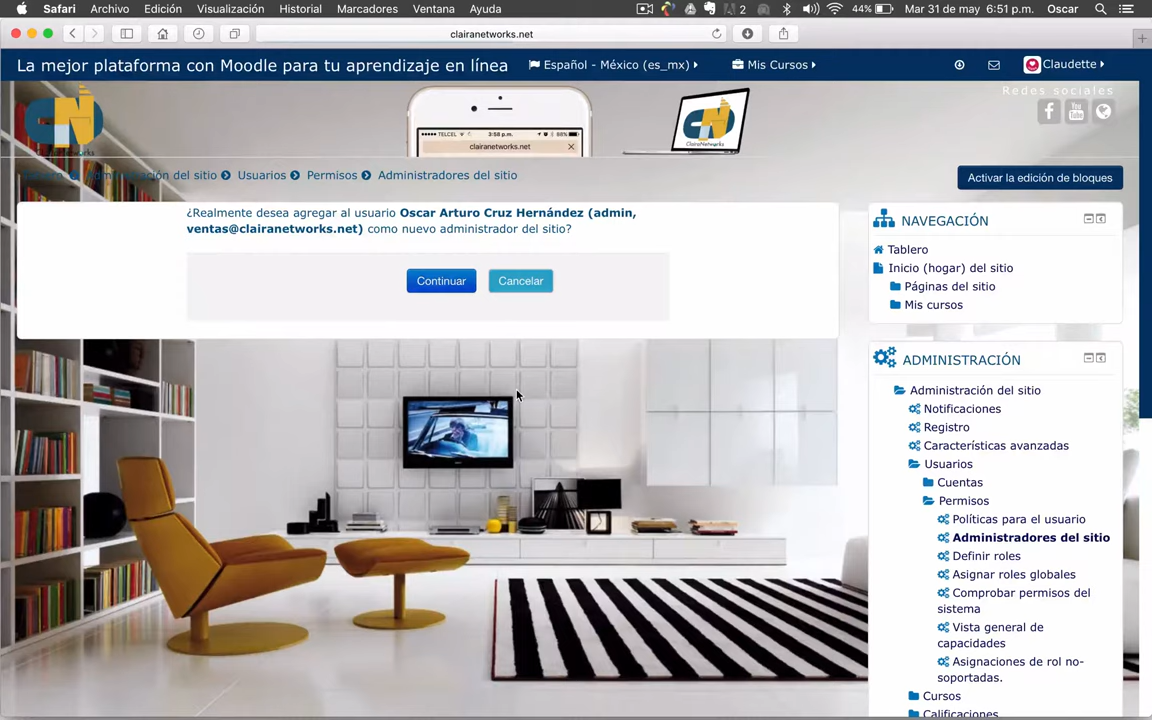 Safari Archivo Edición Visualización Historial Marcadores Ventana Ayuda 2 44% Mar 31 de may 6:51 p.m. Oscar
clairanetworks.net
La mejor plataforma con Moodle para tu aprendizaje en línea Español - México (es_mx) Mis Cursos Claudette
Redes sociales
TELCEL 3:58 p.m. 88%
clairanetworks.net
ClairaNetworks
You Tube
del sitio Usuarios Permisos Administradores del sitio
Activar la edición de bloques
¿Realmente desea agregar al usuario Oscar Arturo Cruz Hernández (admin,
ventas@clairanetworks.net) como nuevo administrador del sitio?
Continuar Cancelar
NAVEGACIÓN
Tablero
Inicio (hogar) del sitio
Páginas del sitio
Mis cursos
ADMINISTRACIÓN
Administración del sitio
Notificaciones
Registro
Características avanzadas
Usuarios
Cuentas
Permisos
Políticas para el usuario
Administradores del sitio
Definir roles
Asignar roles globales
Comprobar permisos del
sistema
Vista general de
capacidades
Asignaciones de rol no-
soportadas.
Cursos
Calificaciones